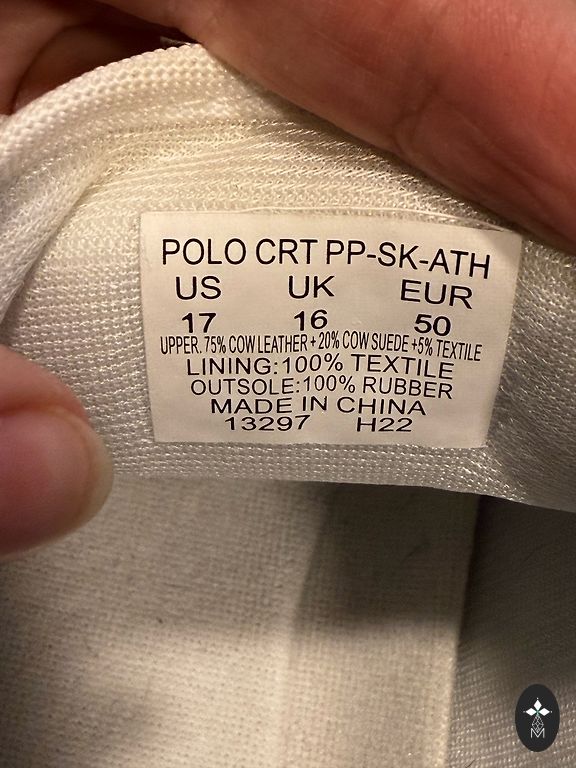 POLO CRT PP-SK-ATH
US UK EUR
17 16 50
UPPER. 75% COW LEATHER + 20% COW SUEDE +5% TEXTILE
LINING:100% TEXTILE
OUTSOLE:100% RUBBER
MADE IN CHINA
13297 H22
M